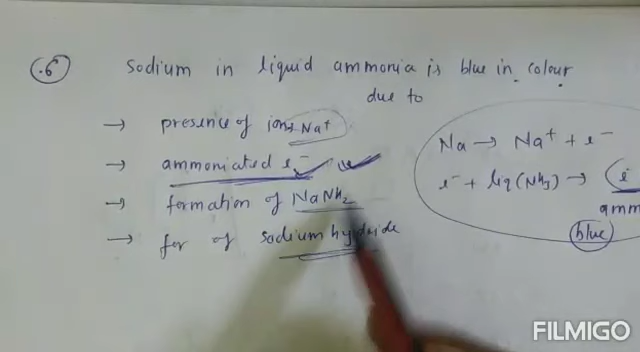 .6
sodium in liquid ammonia is blue in colour
due to
→ presence of ions Na⁺
→ ammoniated e⁻
→ formation of NaNH₂
→ for of sodium hydride
Na → Na⁺ + e⁻
e⁻ + liq (NH₃) → (e⁻
amm
blue
FILMIGO